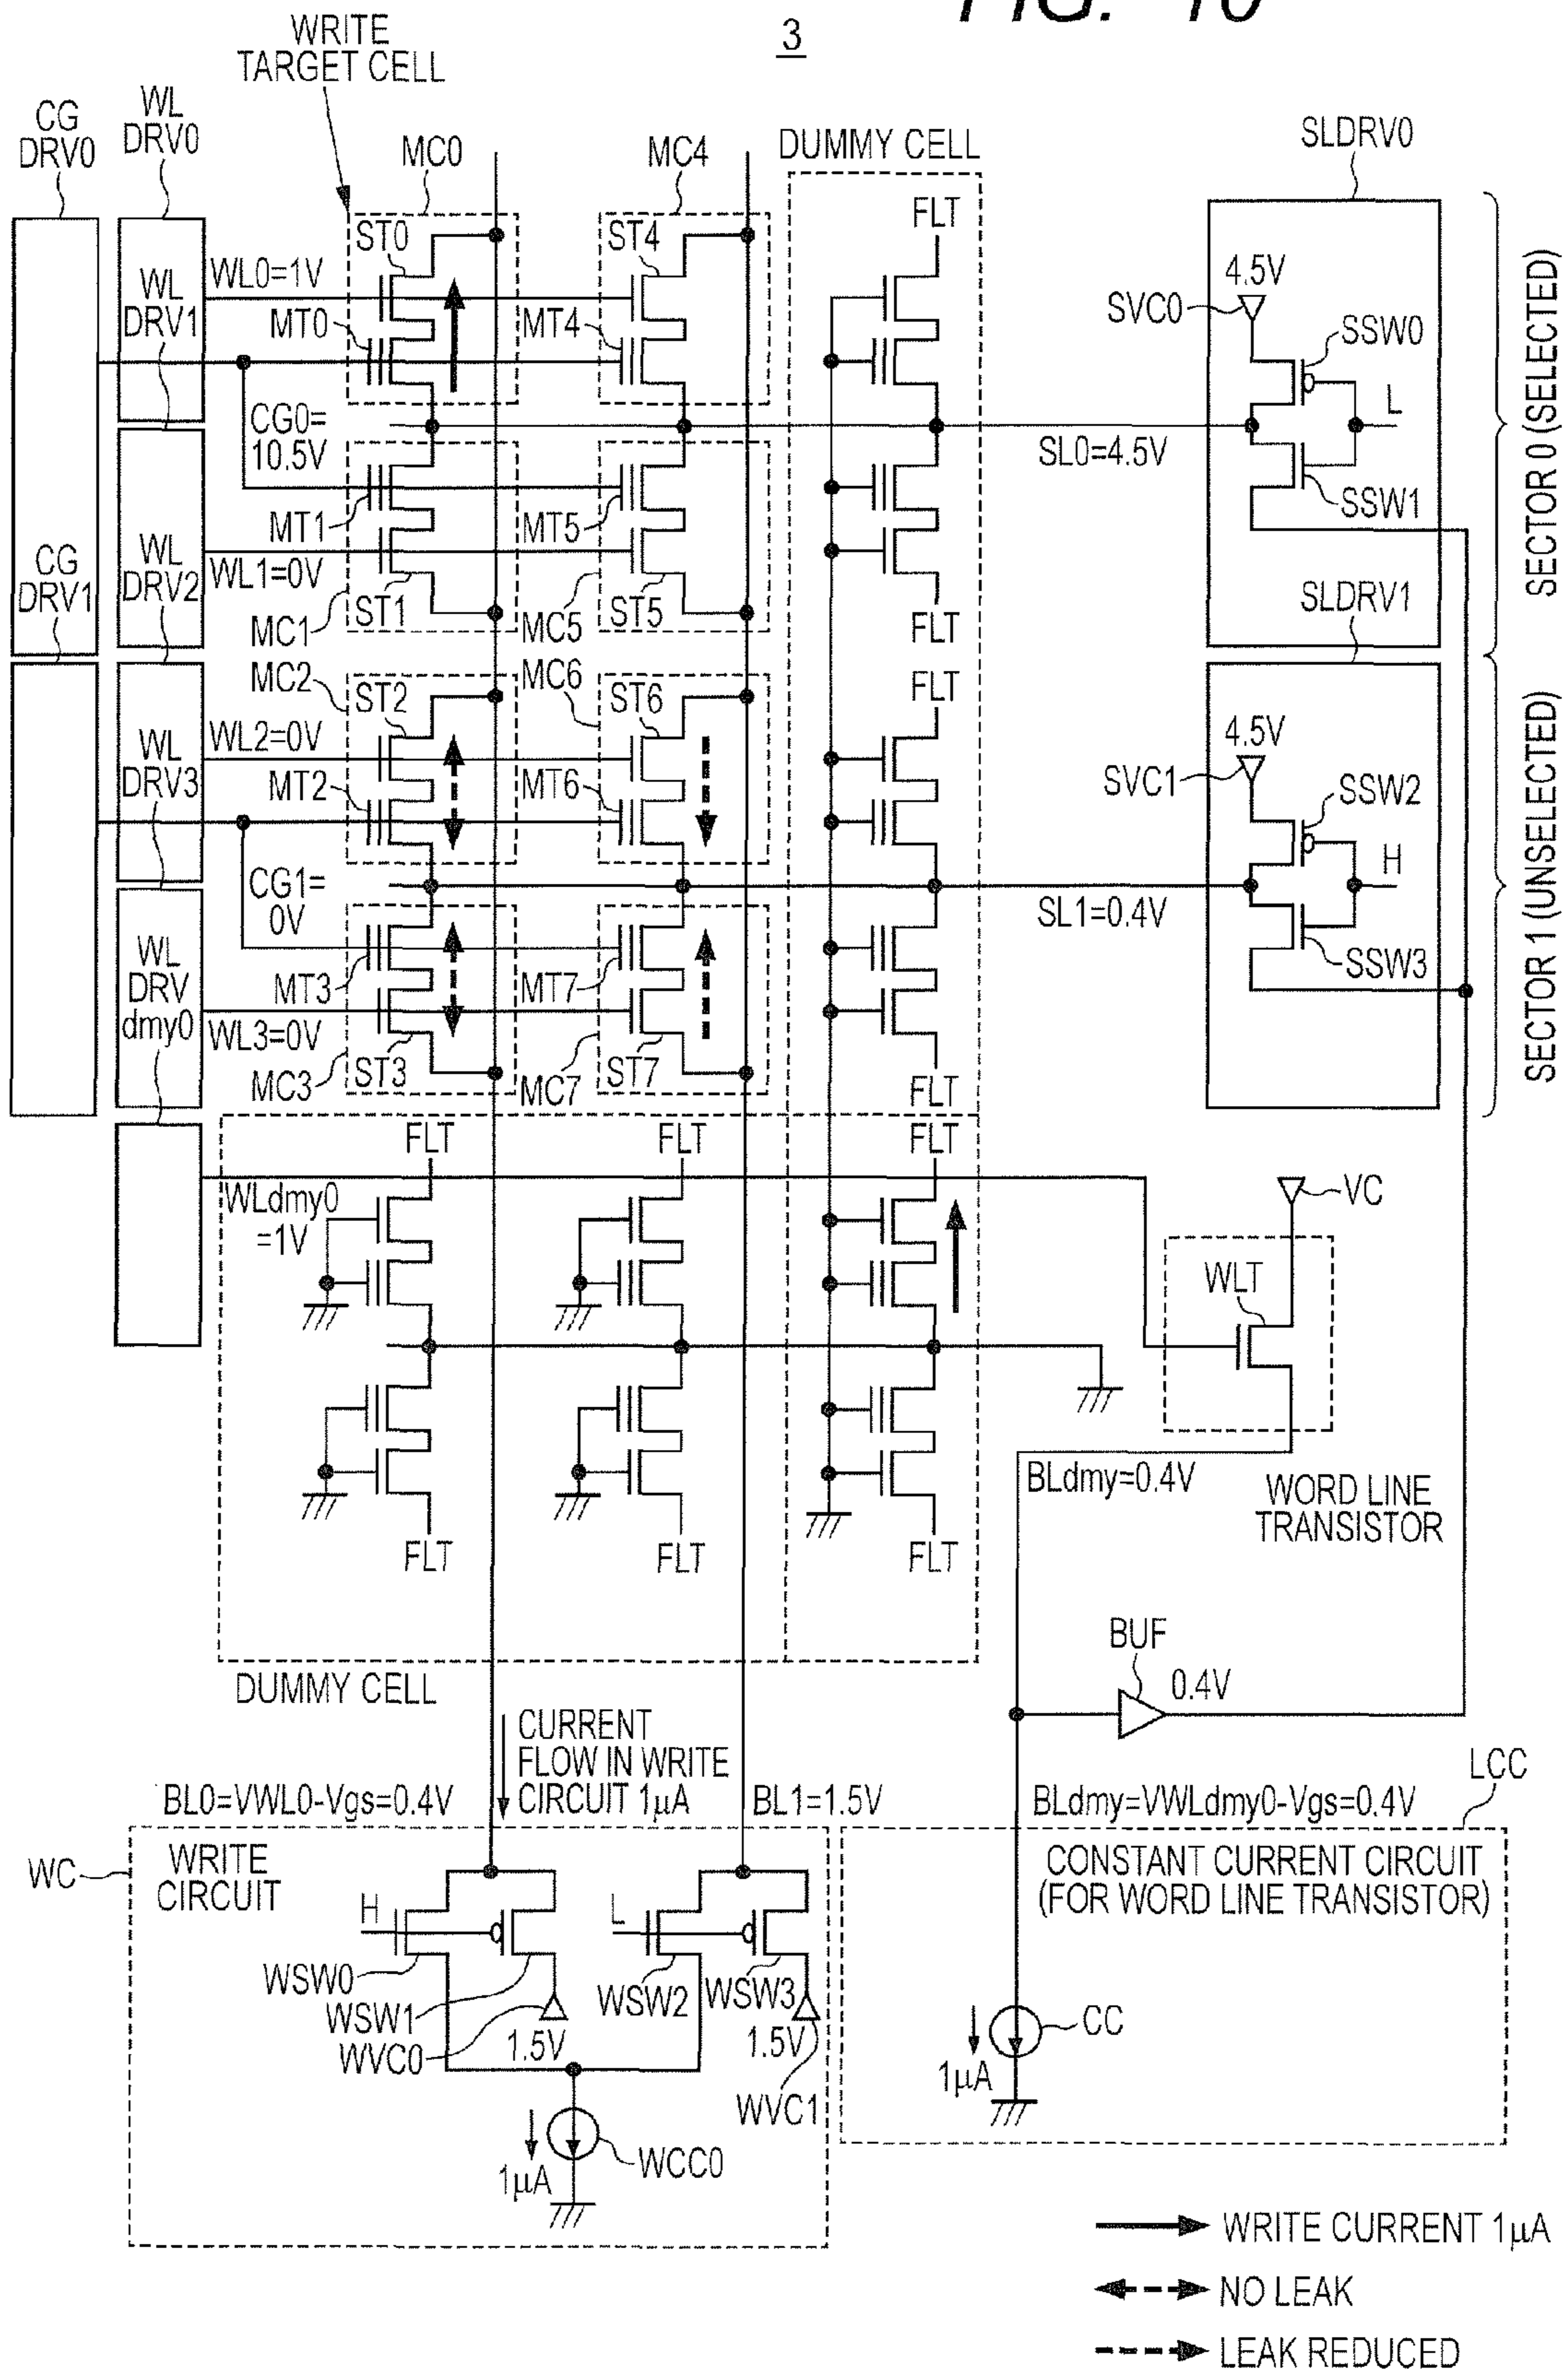 FIG. 10
3
WRITE
TARGET CELL
CG
DRV0
WL
DRV0
MC0
MC4
DUMMY CELL
SLDRV0
FLT
ST0
ST4
WL0=1V
WL
DRV1
MT0
MT4
4.5V
SVC0
SSW0
L
SECTOR 0 (SELECTED)
CG0=
10.5V
SL0=4.5V
SSW1
MT1
MT5
CG
DRV1
WL
DRV2
WL1=0V
ST1
ST5
MC1
MC5
FLT
SLDRV1
MC2
MC6
ST2
ST6
FLT
WL2=0V
WL
DRV3
MT2
MT6
4.5V
SVC1
SSW2
H
SECTOR 1 (UNSELECTED)
CG1=
0V
SL1=0.4V
SSW3
WL
DRV
dmy0
MT3
MT7
WL3=0V
ST3
ST7
MC3
MC7
FLT
FLT
FLT
FLT
WLdmy0
=1V
VC
WLT
BLdmy=0.4V
WORD LINE
TRANSISTOR
FLT
FLT
FLT
BUF
0.4V
DUMMY CELL
CURRENT
FLOW IN WRITE
CIRCUIT 1μA
BL0=VWL0-Vgs=0.4V
BL1=1.5V
BLdmy=VWLdmy0-Vgs=0.4V
LCC
WC
WRITE
CIRCUIT
CONSTANT CURRENT CIRCUIT
(FOR WORD LINE TRANSISTOR)
H
L
WSW0
WSW1
WVC0
1.5V
WSW2
WSW3
1.5V
WVC1
CC
1μA
WCC0
1μA
WRITE CURRENT 1μA
NO LEAK
LEAK REDUCED